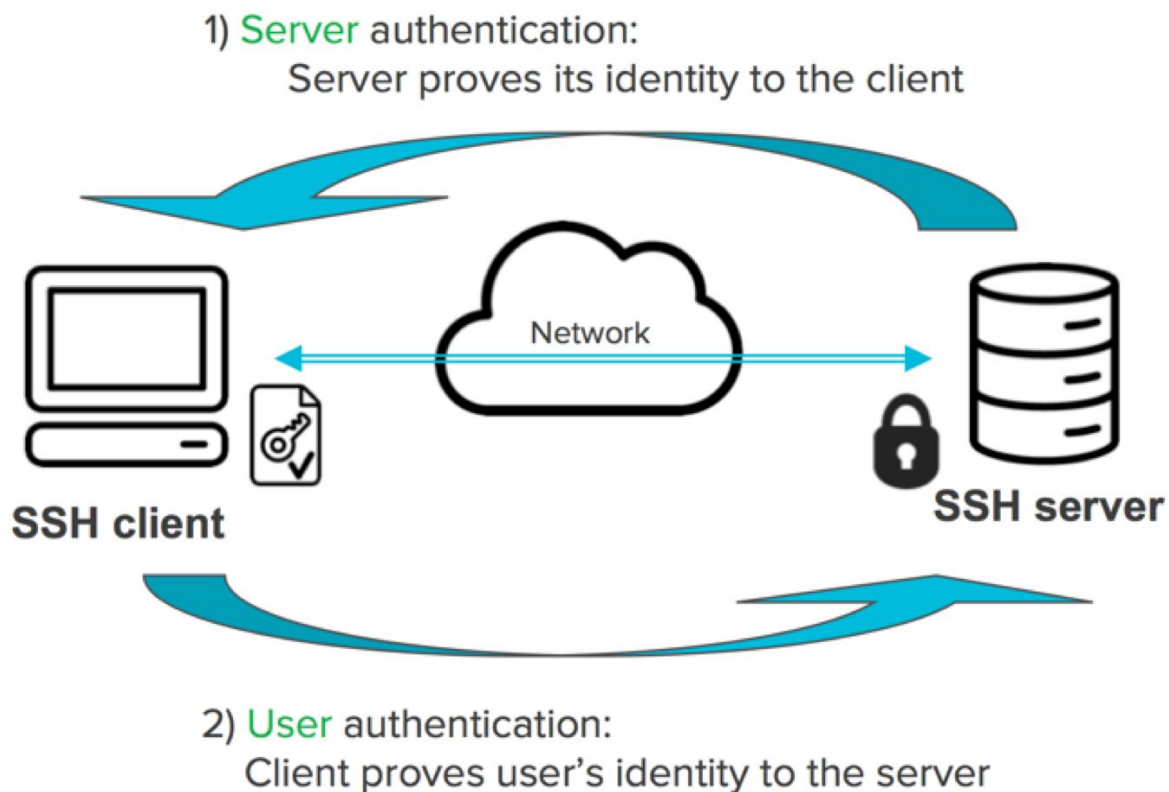 1) Server authentication:
Server proves its identity to the client
Network
SSH client
SSH server
2) User authentication:
Client proves user’s identity to the server